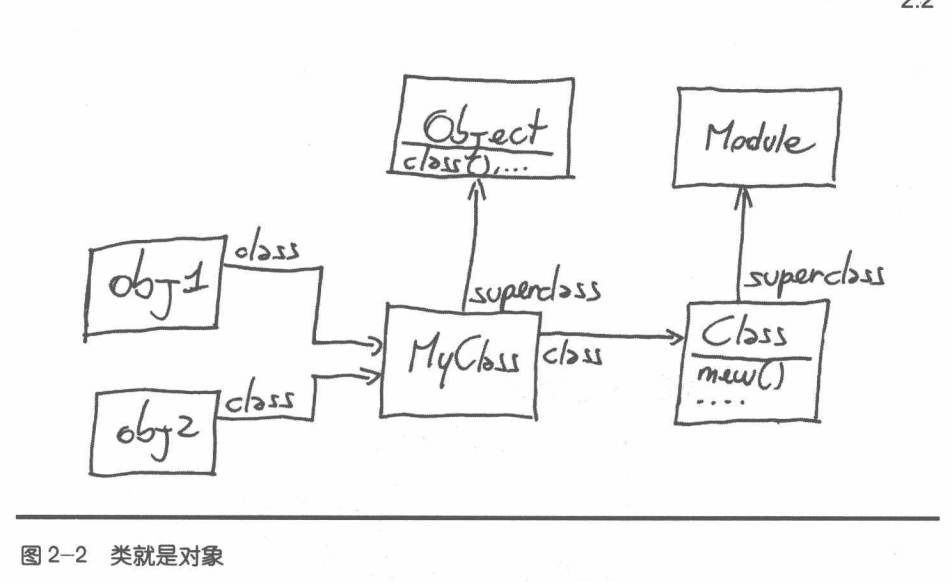 2.2
Object
class(),...
Module
class
obj1
superclass
superclass
MyClass
class
Class
new()
....
class
obj2
图2-2 类就是对象